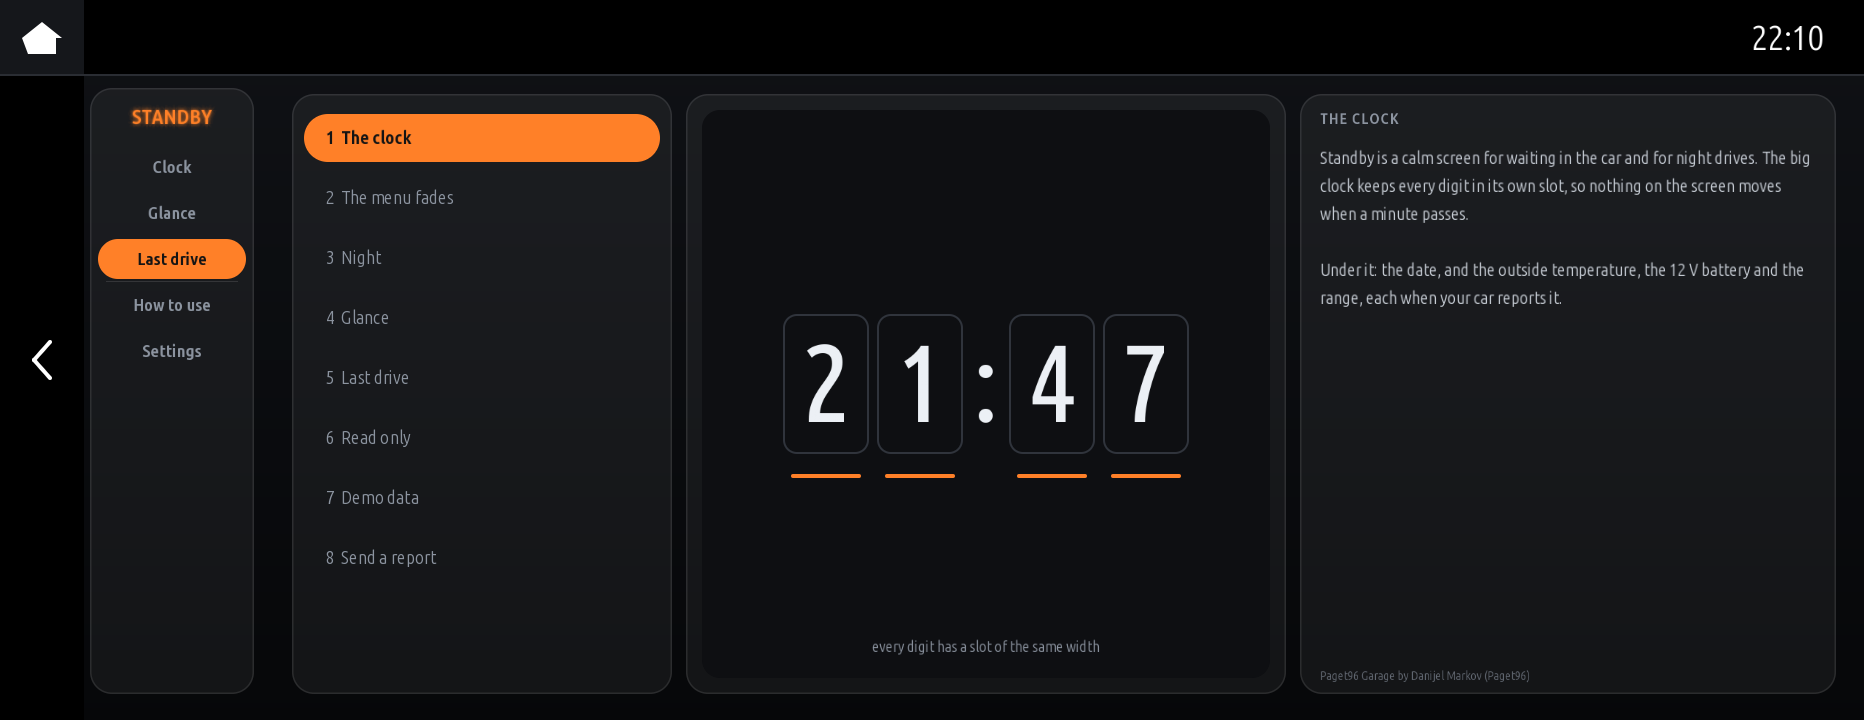 22:10
STANDBY
Clock
Glance
Last drive
How to use
Settings
1 The clock
2 The menu fades
3 Night
4 Glance
5 Last drive
6 Read only
7 Demo data
8 Send a report
21:47
every digit has a slot of the same width
THE CLOCK
Standby is a calm screen for waiting in the car and for night drives. The big
clock keeps every digit in its own slot, so nothing on the screen moves
when a minute passes.
Under it: the date, and the outside temperature, the 12 V battery and the
range, each when your car reports it.
Paget96 Garage by Danijel Markov (Paget96)